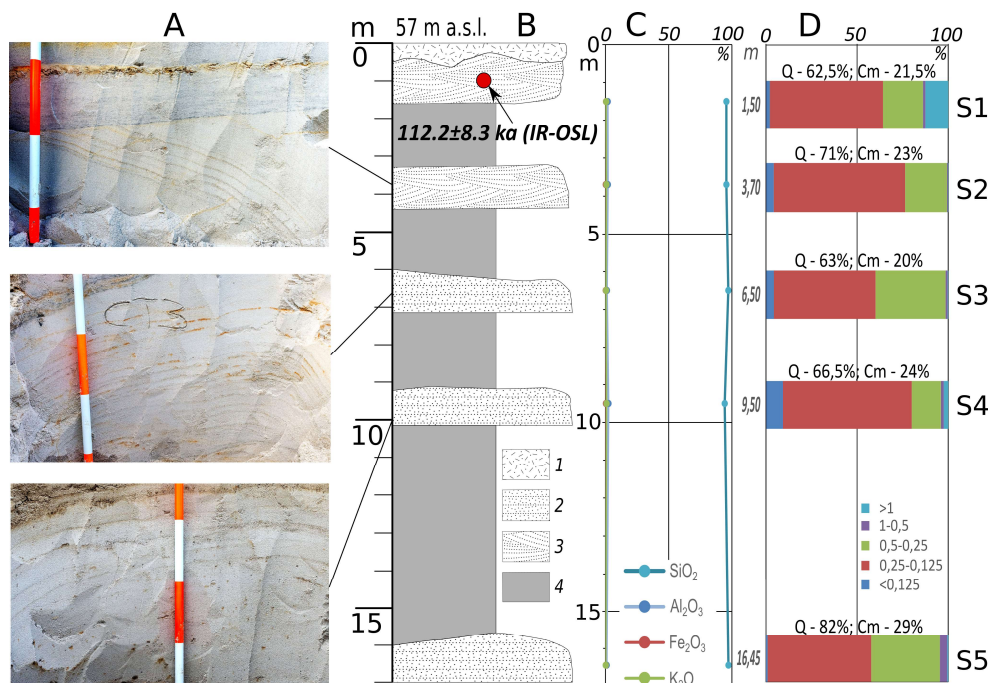 A
B
C
D
m
57 m a.s.l.
0
5
10
15
112.2±8.3 ka (IR-OSL)
1
2
3
4
0 50 100
m %
0
5
10
15
SiO₂
Al₂O₃
Fe₂O₃
K₂O
0 50 100
m %
Q - 62,5%; Cm - 21,5%
1,50 S1
Q - 71%; Cm - 23%
3,70 S2
Q - 63%; Cm - 20%
6,50 S3
Q - 66,5%; Cm - 24%
9,50 S4
>1
1-0,5
0,5-0,25
0,25-0,125
<0,125
Q - 82%; Cm - 29%
16,45 S5